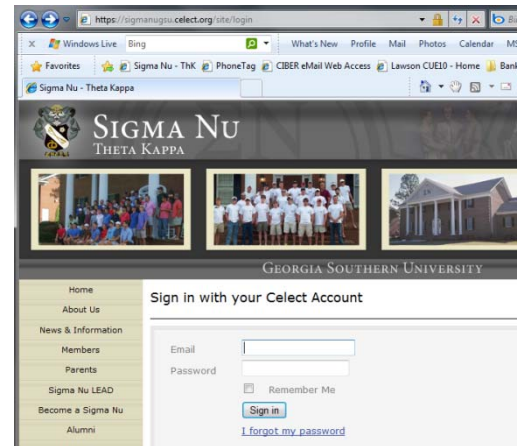 https://sigmanugsu.celect.org/site/login
x Windows Live Bing What's New Profile Mail Photos Calendar
Favorites Sigma Nu - ThK PhoneTag CIBER eMail Web Access Lawson CUE10 - Home Bank
Sigma Nu - Theta Kappa
SIGMA NU
THETA KAPPA
GEORGIA SOUTHERN UNIVERSITY
Home
About Us
News & Information
Members
Parents
Sigma Nu LEAD
Become a Sigma Nu
Alumni
Sign in with your Celect Account
Email
Password
Remember Me
Sign in
I forgot my password